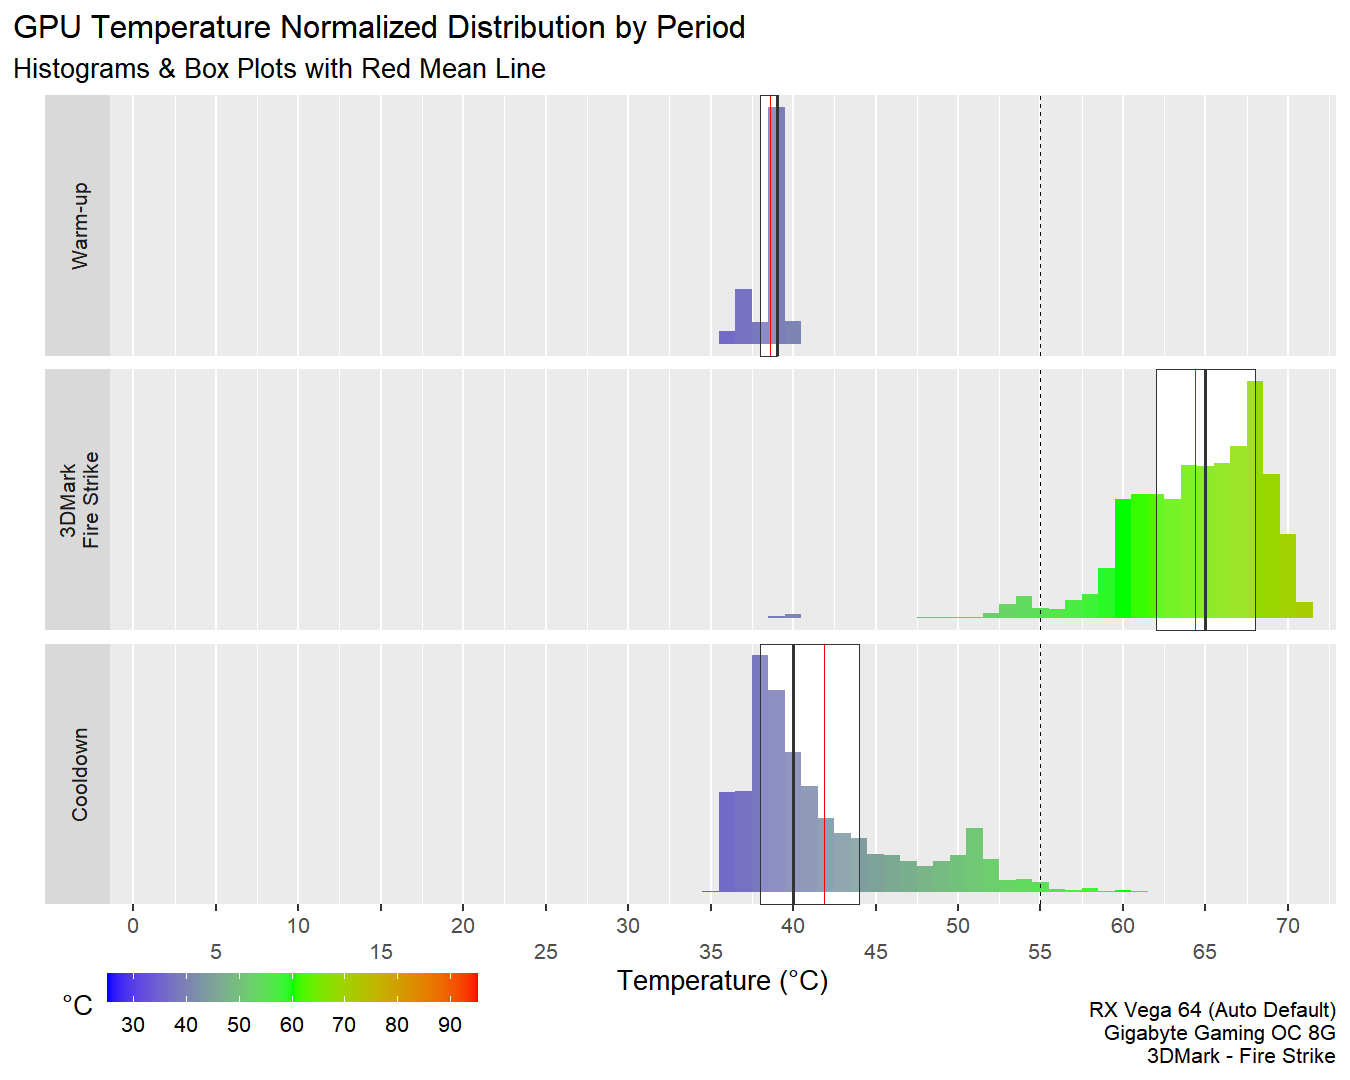 GPU Temperature Normalized Distribution by Period
Histograms & Box Plots with Red Mean Line
Warm-up
3DMark
Fire Strike
Cooldown
0 10 20 30 40 50 60 70
5 15 25 35 45 55 65
Temperature (°C)
°C
30 40 50 60 70 80 90
RX Vega 64 (Auto Default)
Gigabyte Gaming OC 8G
3DMark - Fire Strike